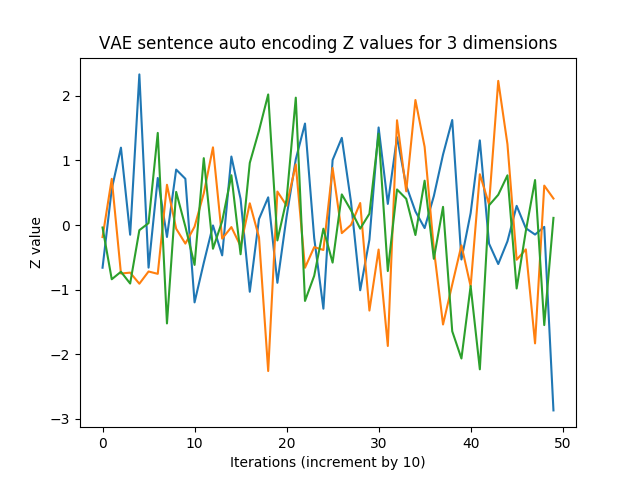 VAE sentence auto encoding Z values for 3 dimensions
2
1
0
−1
−2
−3
Z value
0 10 20 30 40 50
Iterations (increment by 10)